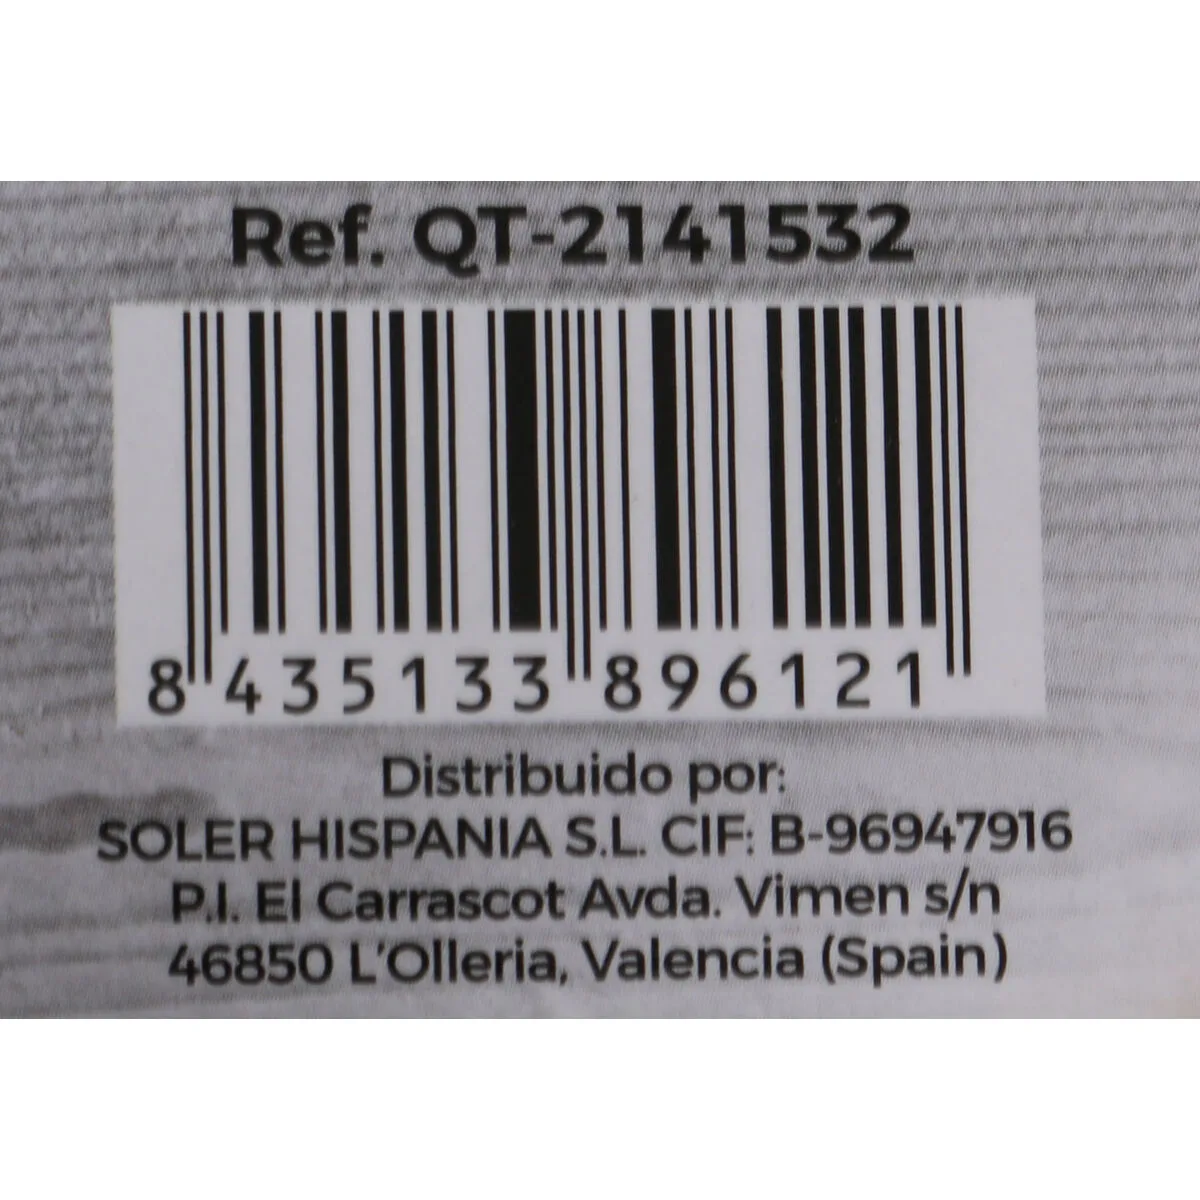 Ref. QT-2141532
8 435133 896121
Distribuido por:
SOLER HISPANIA S.L. CIF: B-96947916
P.I. El Carrascot Avda. Vimen s/n
46850 L'Olleria, Valencia (Spain)